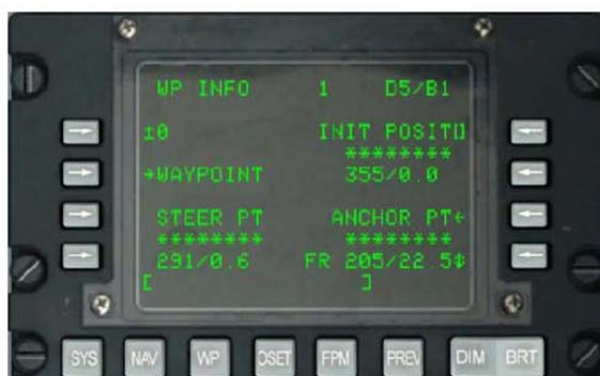 WP INFO 1 D5/B1
±0 INIT POSIT[]
********
→WAYPOINT 355/0.0
STEER PT ANCHOR PT←
******** ********
291/0.6 FR 205/22.5⇕
[ ]
SYS NAV WP OSET FPM PREV DIM BRT